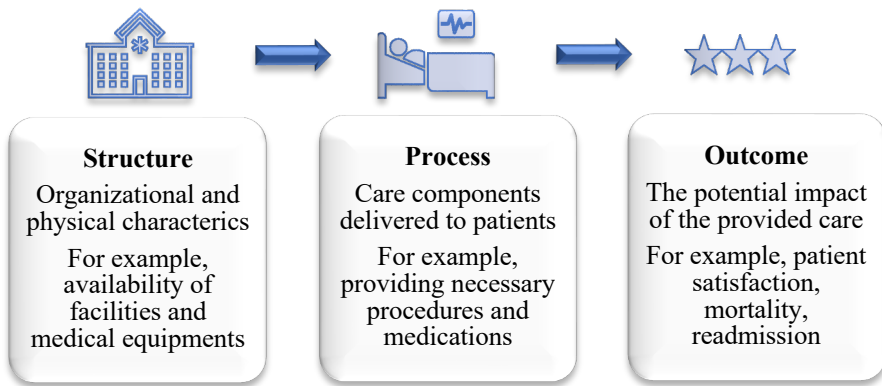 Structure
Organizational and
physical characterics
For example,
availability of
facilities and
medical equipments
Process
Care components
delivered to patients
For example,
providing necessary
procedures and
medications
Outcome
The potential impact
of the provided care
For example, patient
satisfaction,
mortality,
readmission